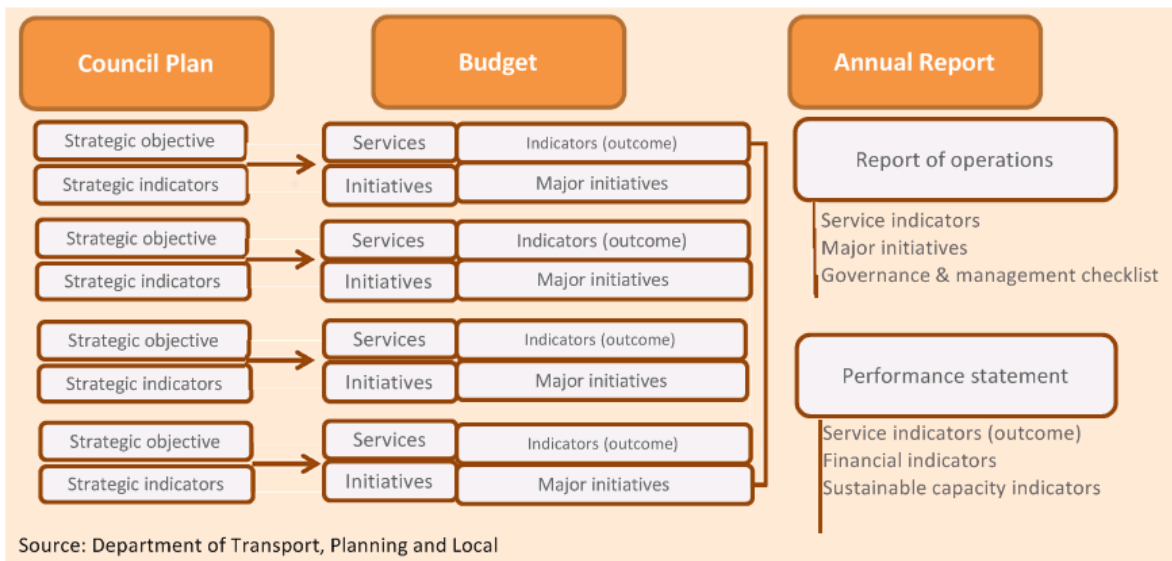 Council Plan
Budget
Annual Report
Strategic objective
Strategic indicators
Services
Indicators (outcome)
Initiatives
Major initiatives
Strategic objective
Strategic indicators
Services
Indicators (outcome)
Initiatives
Major initiatives
Strategic objective
Strategic indicators
Services
Indicators (outcome)
Initiatives
Major initiatives
Strategic objective
Strategic indicators
Services
Indicators (outcome)
Initiatives
Major initiatives
Report of operations
Service indicators
Major initiatives
Governance & management checklist
Performance statement
Service indicators (outcome)
Financial indicators
Sustainable capacity indicators
Source: Department of Transport, Planning and Local